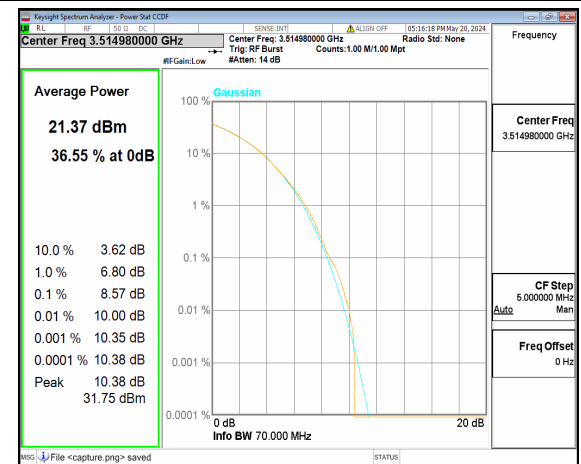 Keysight Spectrum Analyzer - Power Stat CCDF
RL RF 50 Ω DC SENSE:INT ALIGN OFF 05:16:18 PM May 20, 2024
Center Freq 3.514980000 GHz
Center Freq: 3.514980000 GHz Radio Std: None
Trig: RF Burst Counts:1.00 M/1.00 Mpt
#IFGain:Low #Atten: 14 dB
Frequency
Average Power
21.37 dBm
36.55 % at 0dB
10.0 % 3.62 dB
1.0 % 6.80 dB
0.1 % 8.57 dB
0.01 % 10.00 dB
0.001 % 10.35 dB
0.0001 % 10.38 dB
Peak 10.38 dB
31.75 dBm
Gaussian
100 %
10 %
1 %
0.1 %
0.01 %
0.001 %
0.0001 %
0 dB 20 dB
Info BW 70.000 MHz
Center Freq
3.514980000 GHz
CF Step
5.000000 MHz
Auto Man
Freq Offset
0 Hz
MSG File <capture.png> saved STATUS